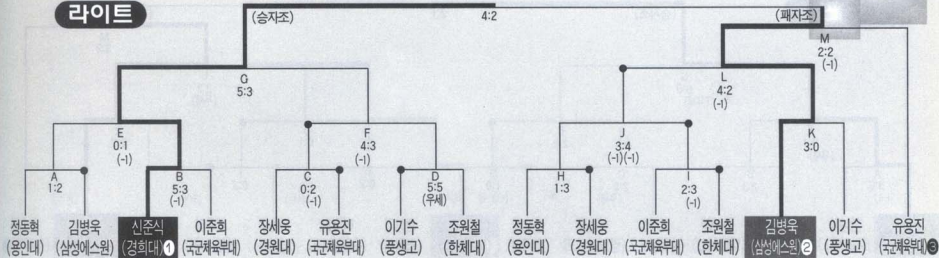 라이트
(승자조) 4:2 (패자조)
M
2:2
(-1)
G
5:3
L
4:2
(-1)
E
0:1
(-1)
F
4:3
(-1)
J
3:4
(-1)(-1)
K
3:0
A
1:2
B
5:3
(-1)
C
0:2
(-1)
D
5:5
(우세)
H
1:3
I
2:3
(-1)
정동혁 김병욱 신준식 이준희 장세웅 유용진 이기수 조원철 정동혁 장세웅 이준희 조원철 김병욱 이기수 유용진
(용인대) (삼성에스원) (경희대)❶ (국군체육부대) (경원대) (국군체육부대) (풍생고) (한체대) (용인대) (경원대) (국군체육부대) (한체대) (삼성에스원)❷ (풍생고) (국군체육부대)❸